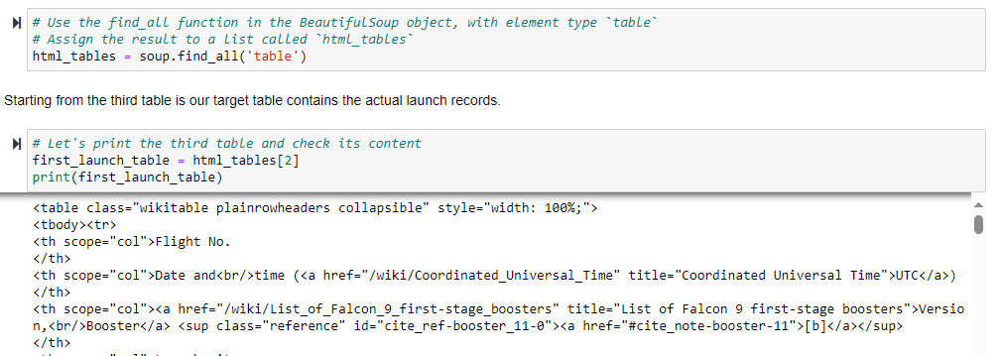 # Use the find_all function in the BeautifulSoup object, with element type `table`
# Assign the result to a list called `html_tables`
html_tables = soup.find_all('table')
Starting from the third table is our target table contains the actual launch records.
# Let's print the third table and check its content
first_launch_table = html_tables[2]
print(first_launch_table)
<table class="wikitable plainrowheaders collapsible" style="width: 100%;">
<tbody><tr>
<th scope="col">Flight No.
</th>
<th scope="col">Date and<br/>time (<a href="/wiki/Coordinated_Universal_Time" title="Coordinated Universal Time">UTC</a>)
</th>
<th scope="col"><a href="/wiki/List_of_Falcon_9_first-stage_boosters" title="List of Falcon 9 first-stage boosters">Versio
n,<br/>Booster</a> <sup class="reference" id="cite_ref-booster_11-0"><a href="#cite_note-booster-11">[b]</a></sup>
</th>